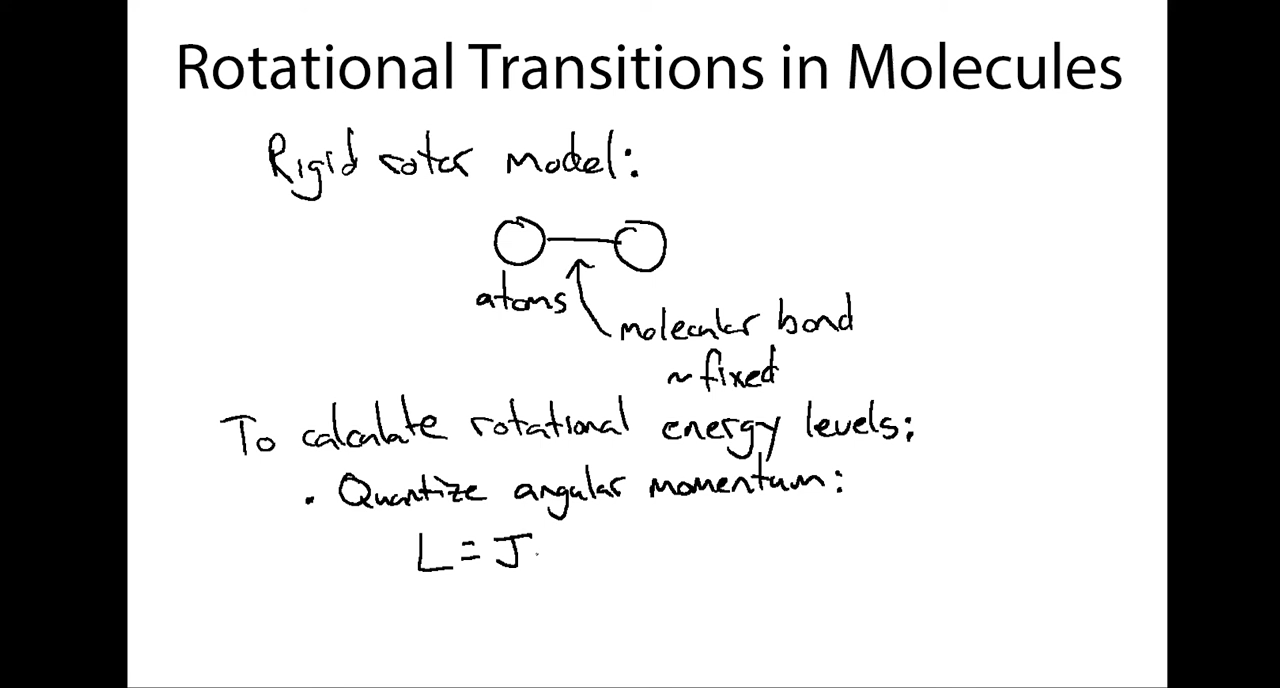 Rotational Transitions in Molecules
Rigid rotor model:
atoms
molecular bond
~ fixed
To calculate rotational energy levels:
• Quantize angular momentum:
L = J